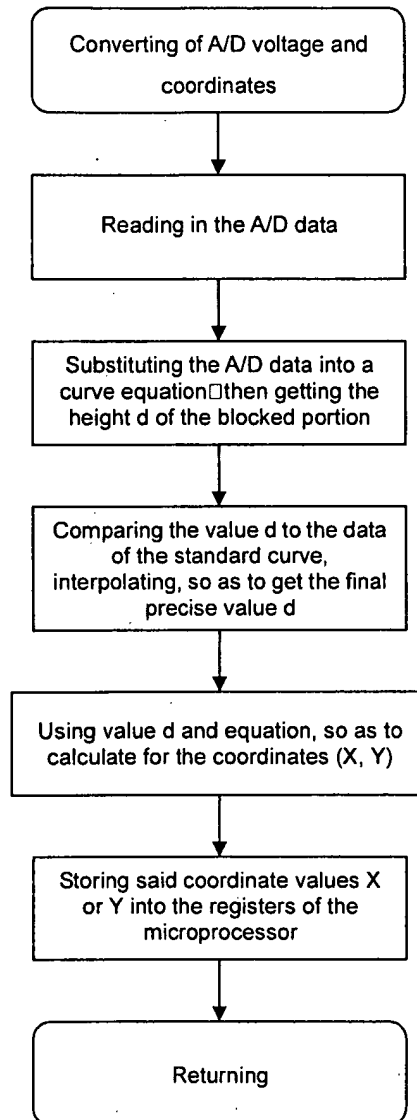 Converting of A/D voltage and
coordinates
Reading in the A/D data
Substituting the A/D data into a
curve equation□then getting the
height d of the blocked portion
Comparing the value d to the data
of the standard curve,
interpolating, so as to get the final
precise value d
Using value d and equation, so as to
calculate for the coordinates (X, Y)
Storing said coordinate values X
or Y into the registers of the
microprocessor
Returning